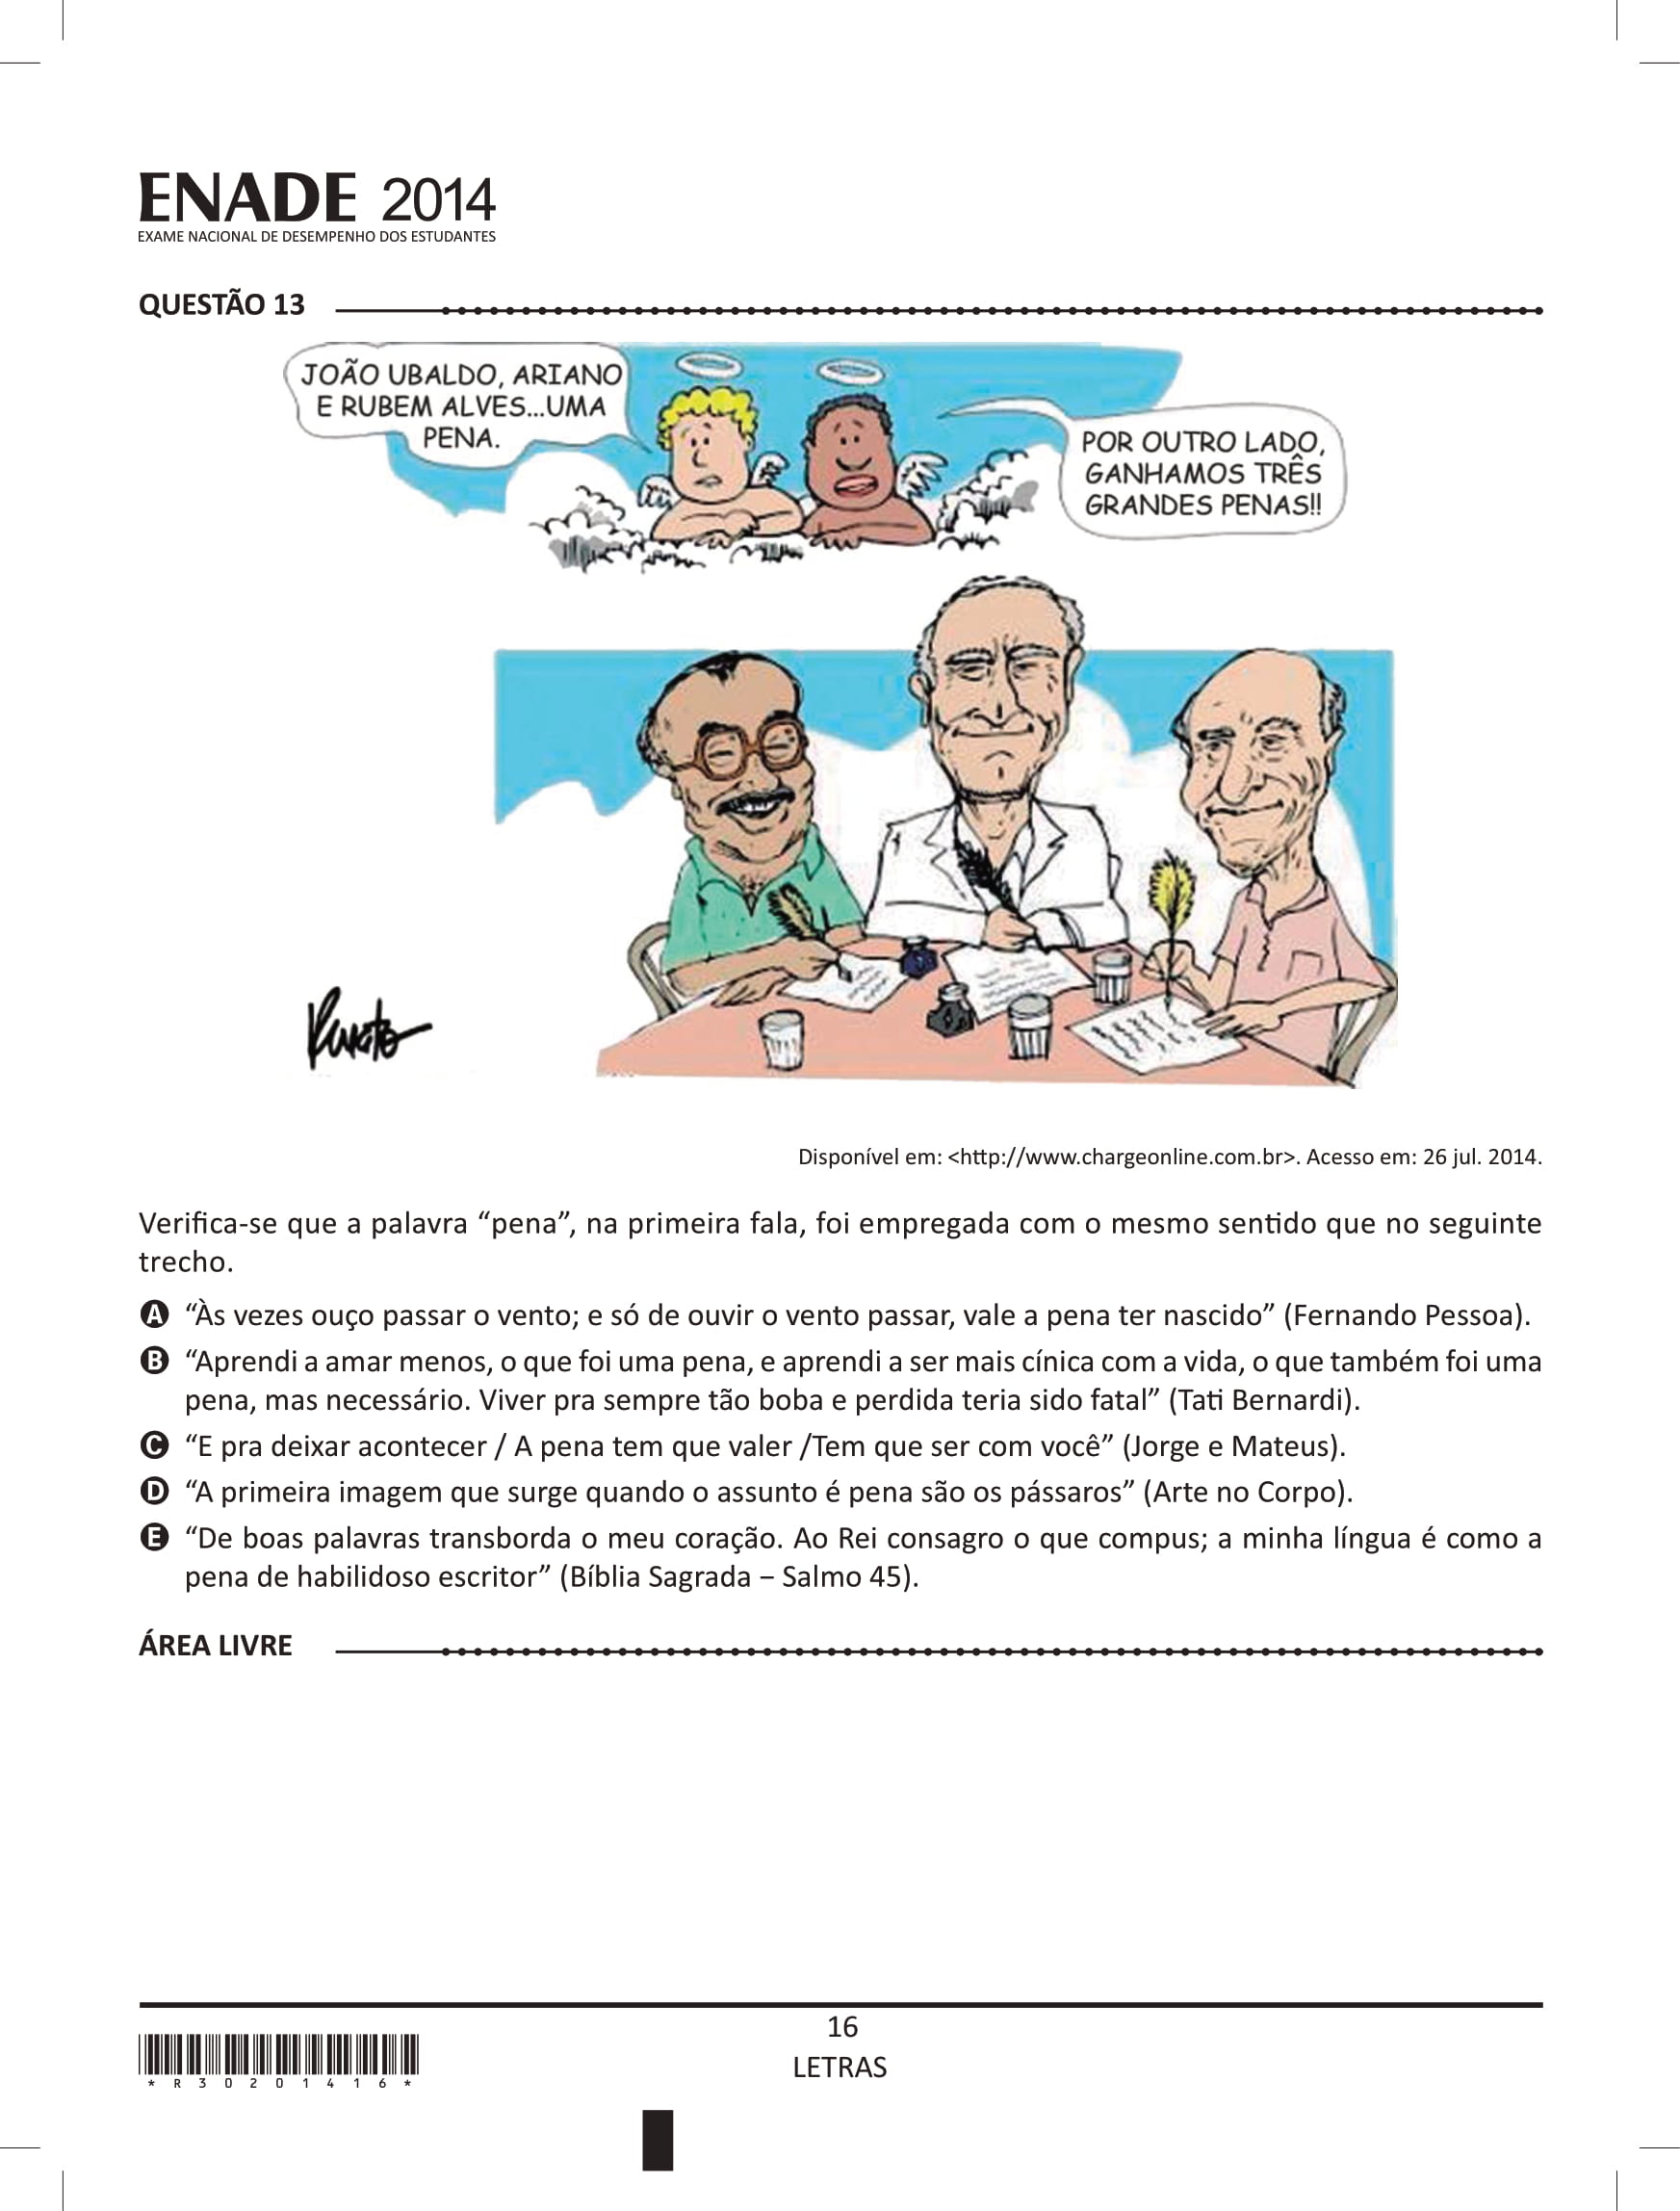 ENADE 2014
EXAME NACIONAL DE DESEMPENHO DOS ESTUDANTES
QUESTÃO 13
JOÃO UBALDO, ARIANO
E RUBEM ALVES...UMA
PENA.
POR OUTRO LADO,
GANHAMOS TRÊS
GRANDES PENAS!!
Disponível em: <http://www.chargeonline.com.br>. Acesso em: 26 jul. 2014.
Verifica-se que a palavra “pena”, na primeira fala, foi empregada com o mesmo sentido que no seguinte
trecho.
A “Às vezes ouço passar o vento; e só de ouvir o vento passar, vale a pena ter nascido” (Fernando Pessoa).
B “Aprendi a amar menos, o que foi uma pena, e aprendi a ser mais cínica com a vida, o que também foi uma
pena, mas necessário. Viver pra sempre tão boba e perdida teria sido fatal” (Tati Bernardi).
C “E pra deixar acontecer / A pena tem que valer /Tem que ser com você” (Jorge e Mateus).
D “A primeira imagem que surge quando o assunto é pena são os pássaros” (Arte no Corpo).
E “De boas palavras transborda o meu coração. Ao Rei consagro o que compus; a minha língua é como a
pena de habilidoso escritor” (Bíblia Sagrada – Salmo 45).
ÁREA LIVRE
16
LETRAS
* R 3 0 2 0 1 4 1 6 *